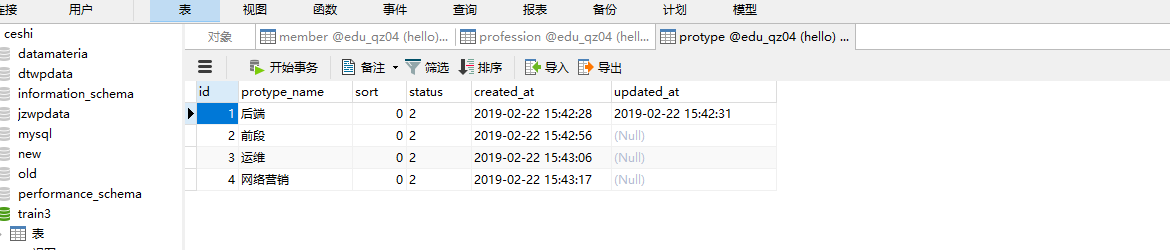 连接 用户 表 视图 函数 事件 查询 报表 备份 计划 模型
ceshi
datamateria
dtwpdata
information_schema
jzwpdata
mysql
new
old
performance_schema
train3
表
对象 member @edu_qz04 (hello)... profession @edu_qz04 (hell... protype @edu_qz04 (hello) ...
开始事务 备注 筛选 排序 导入 导出
id protype_name sort status created_at updated_at
1 后端 0 2 2019-02-22 15:42:28 2019-02-22 15:42:31
2 前段 0 2 2019-02-22 15:42:56 (Null)
3 运维 0 2 2019-02-22 15:43:06 (Null)
4 网络营销 0 2 2019-02-22 15:43:17 (Null)